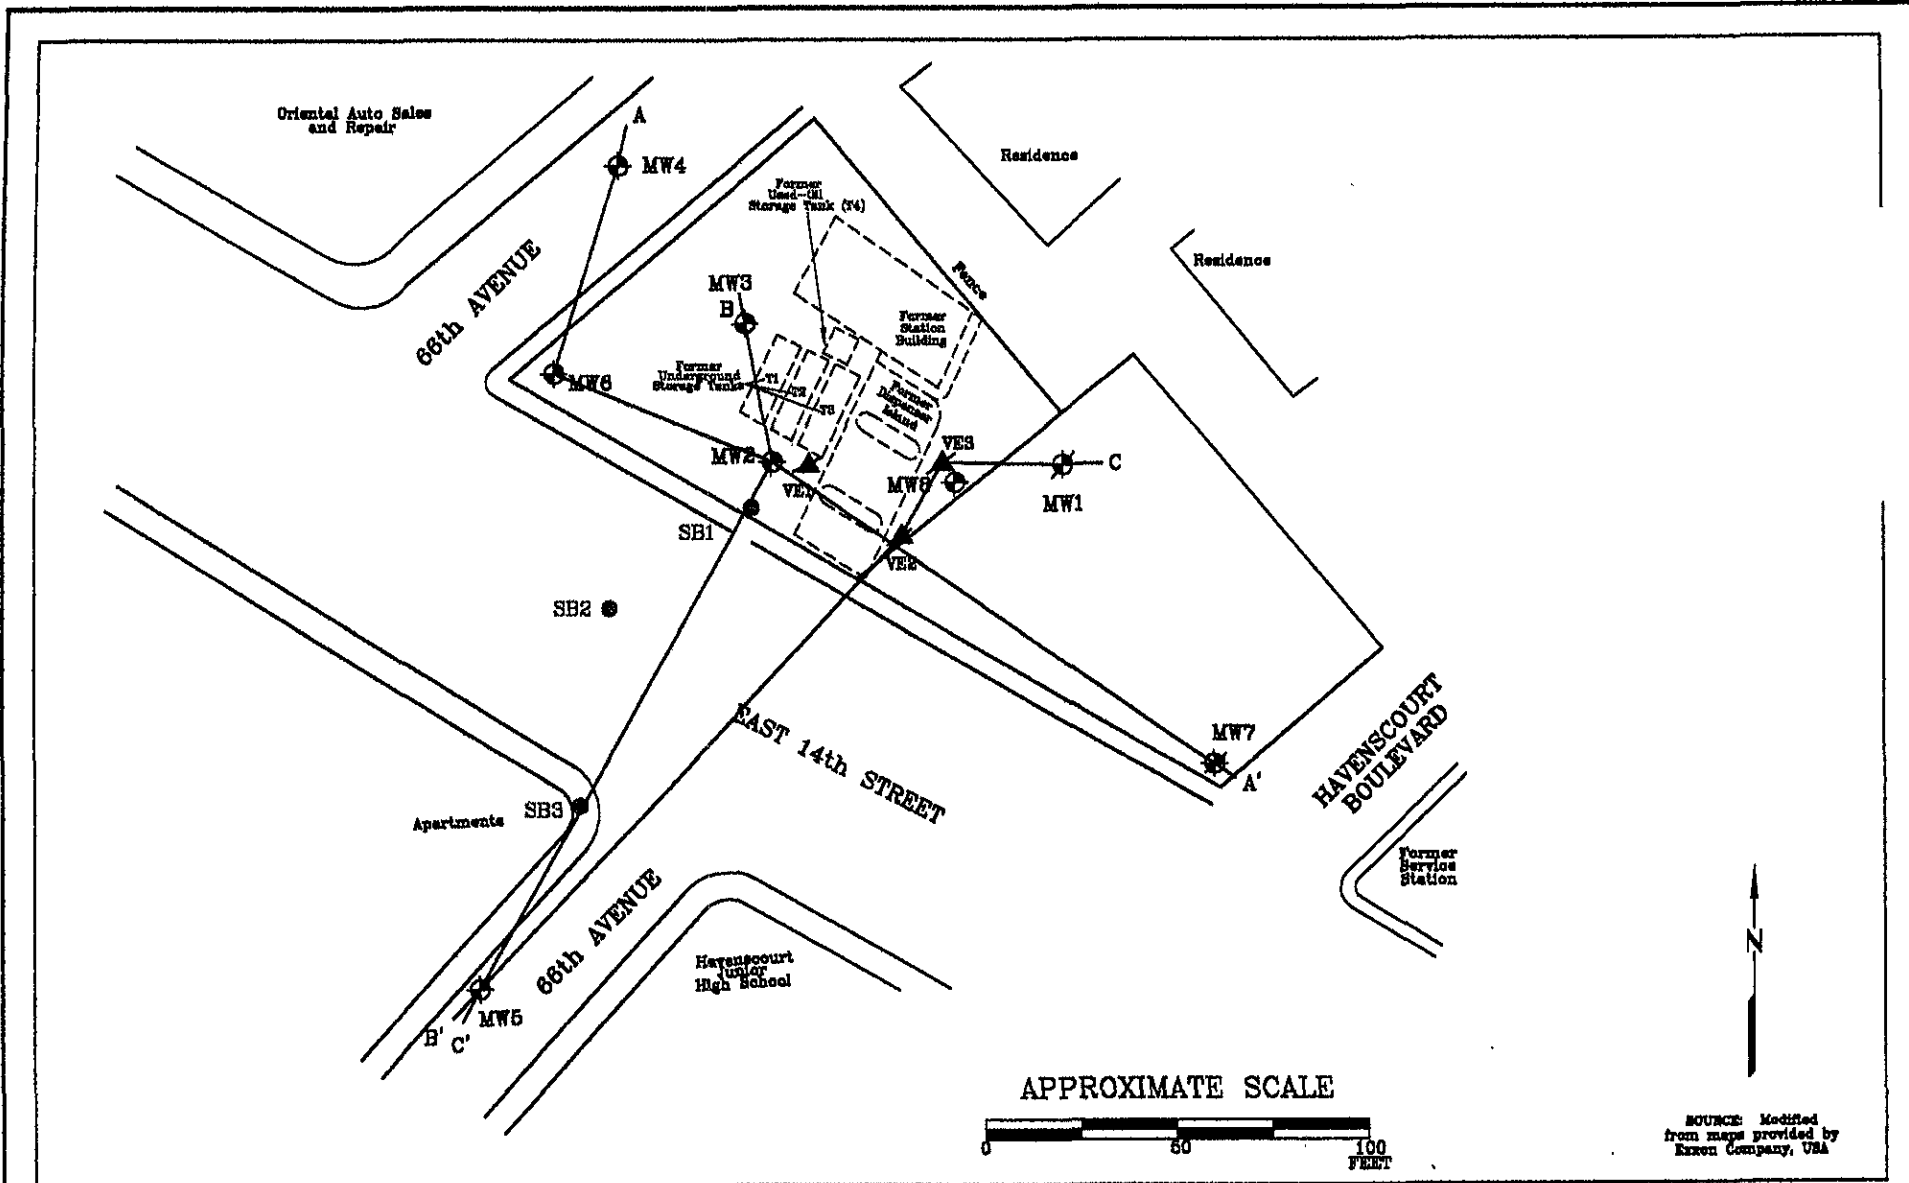 Oriental Auto Sales
and Repair
A
MW4
Residence
Former
Used-Oil
Storage Tank (T4)
Residence
66th AVENUE
Fence
MW3
B
Former
Station
Building
Former
Underground
Storage Tanks
T1
T2
T3
MW6
Former
Dispenser
Island
MW2
VE1
VE3
C
MW8
MW1
SB1
VE2
SB2
EAST 14th STREET
MW7
A'
HAVENSCOURT
BOULEVARD
SB3
Apartments
Former
Service
Station
66th AVENUE
Havenscourt
Junior
High School
MW5
B'
C'
N
APPROXIMATE SCALE
0
50
100
FEET
SOURCE: Modified
from maps provided by
Exxon Company, USA